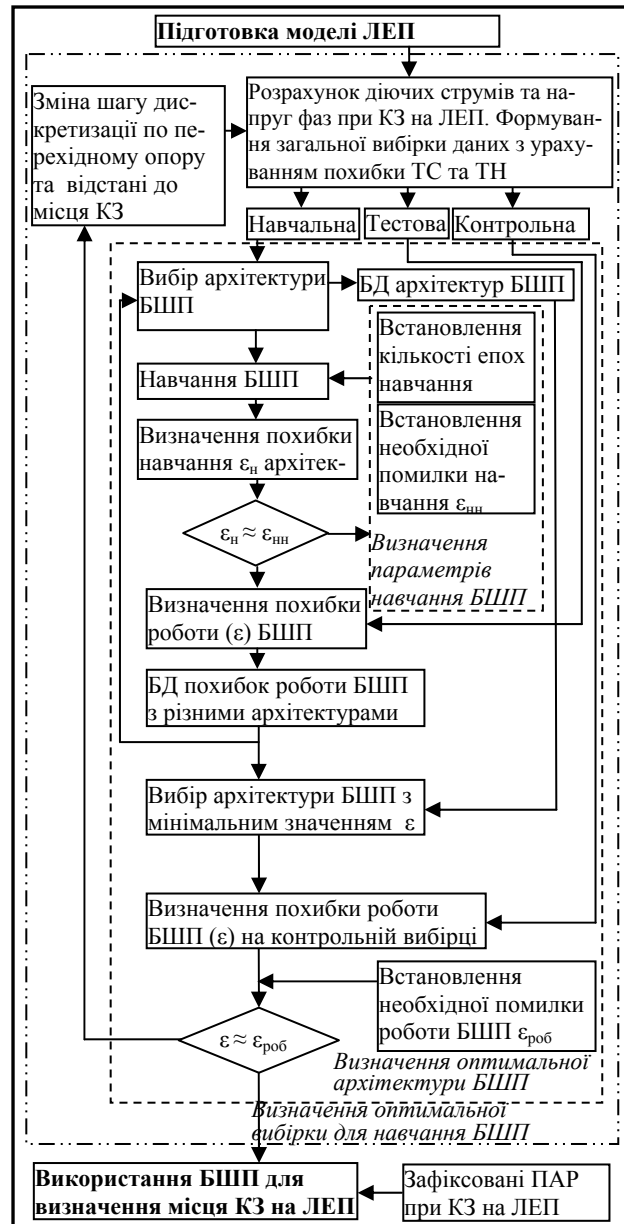 Підготовка моделі ЛЕП
Зміна шагу дис-
кретизації по пе-
рехідному опору
та відстані до
місця КЗ
Розрахунок діючих струмів та на-
пруг фаз при КЗ на ЛЕП. Формуван-
ня загальної вибірки даних з ураху-
ванням похибки ТС та ТН
Навчальна
Тестова
Контрольна
Вибір архітектури
БШП
БД архітектур БШП
Встановлення
кількості епох
навчання
Навчання БШП
Визначення похибки
навчання εн архітек-
Встановлення
необхідної
помилки на-
вчання εнн
εн ≈ εнн
Визначення
параметрів
навчання БШП
Визначення похибки
роботи (ε) БШП
БД похибок роботи БШП
з різними архітектурами
Вибір архітектури БШП з
мінімальним значенням ε
Визначення похибки роботи
БШП (ε) на контрольній вибірці
Встановлення
необхідної помилки
роботи БШП εроб
ε ≈ εроб
Визначення оптимальної
архітектури БШП
Визначення оптимальної
вибірки для навчання БШП
Використання БШП для
визначення місця КЗ на ЛЕП
Зафіксовані ПАР
при КЗ на ЛЕП